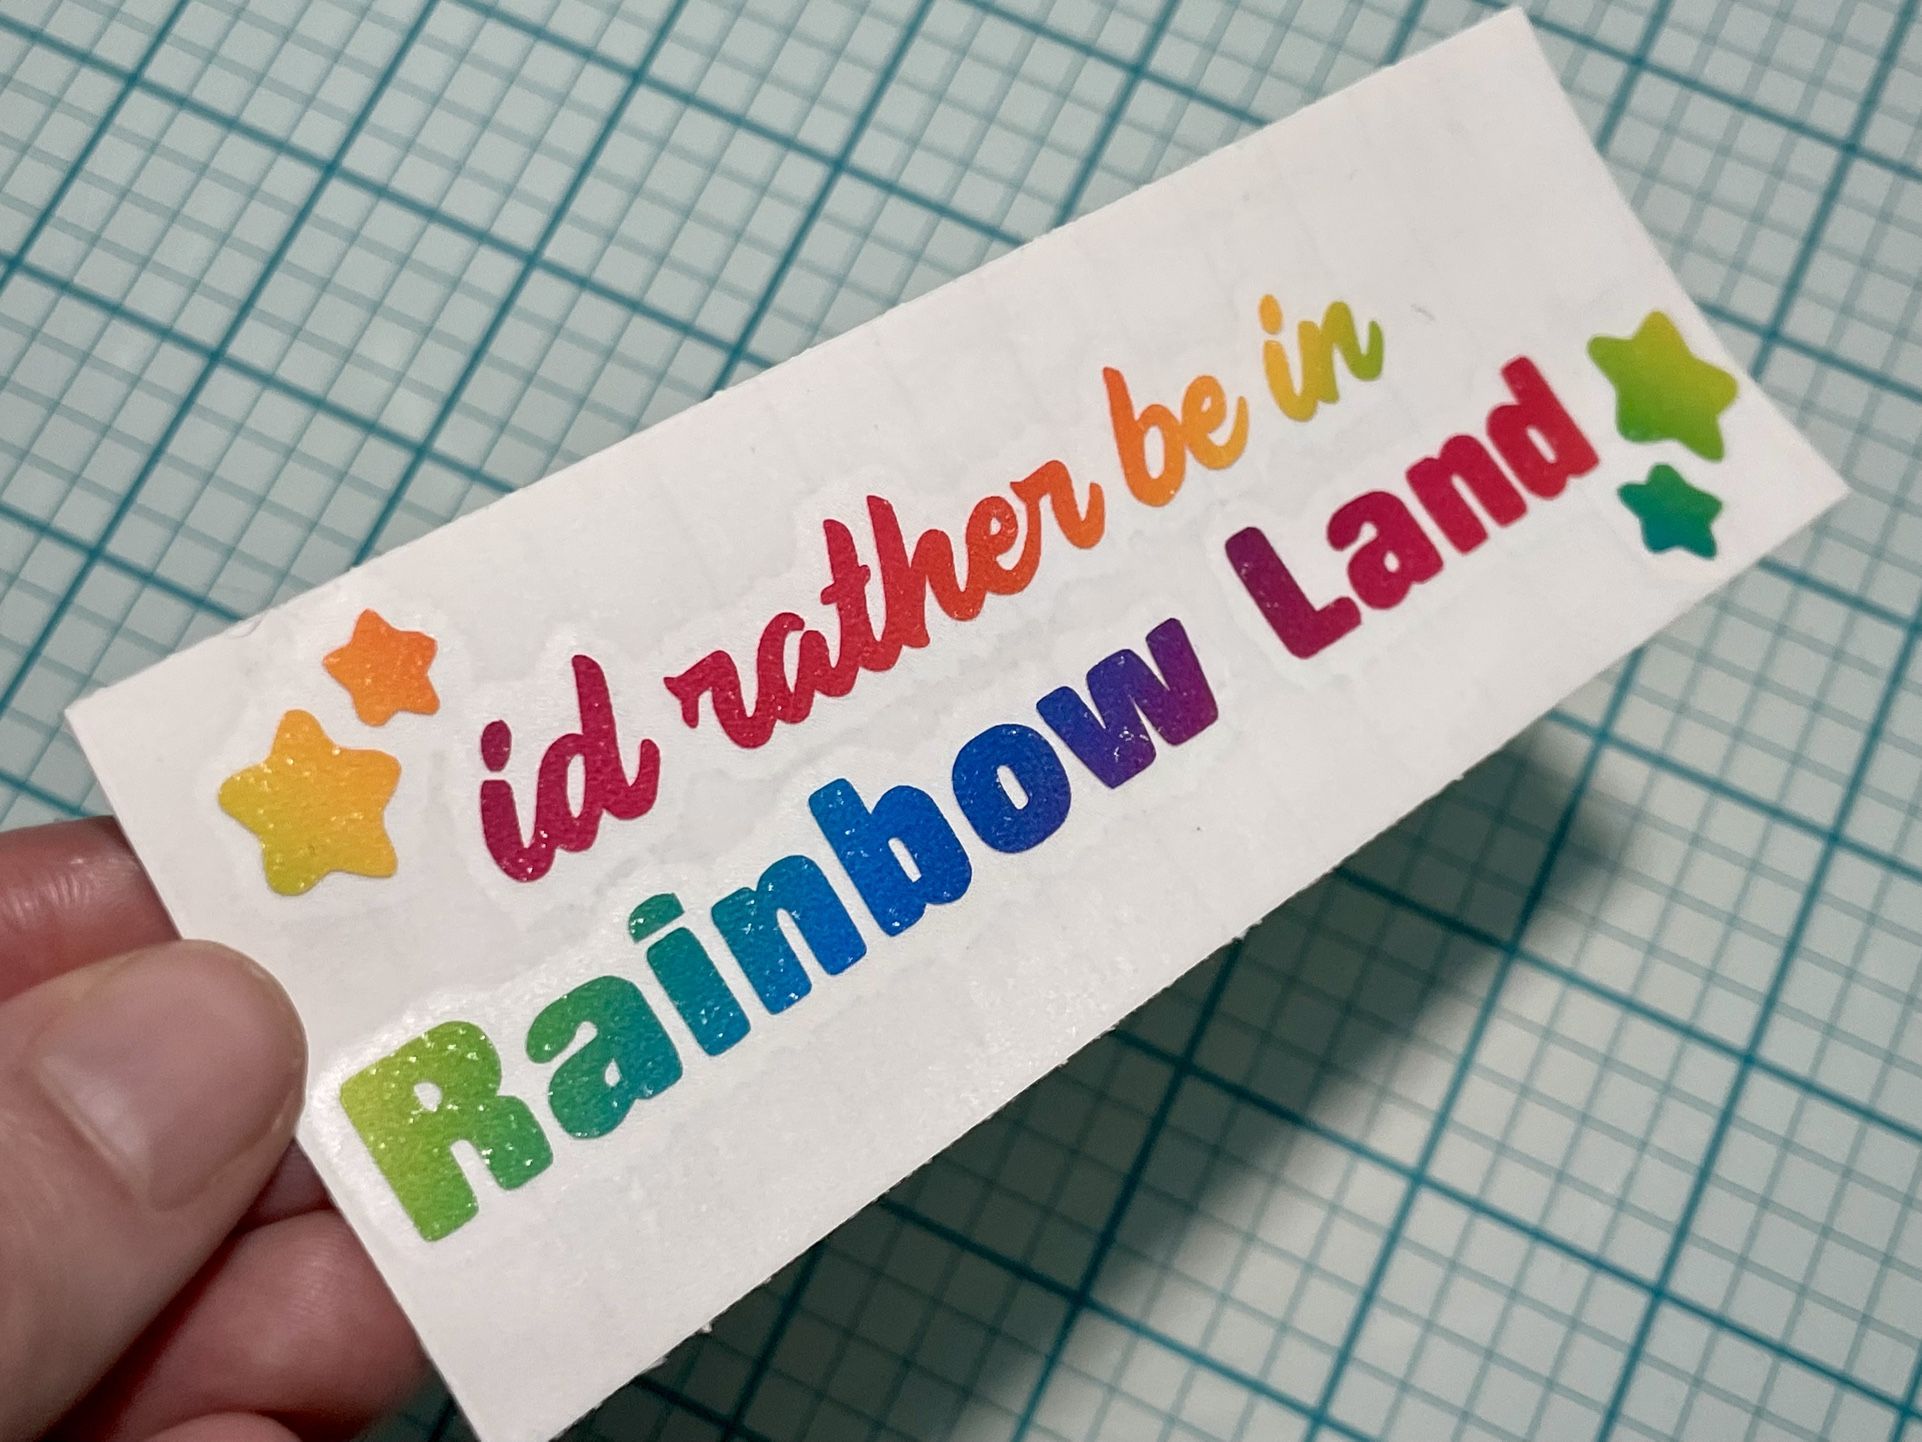 id rather be in
Rainbow Land